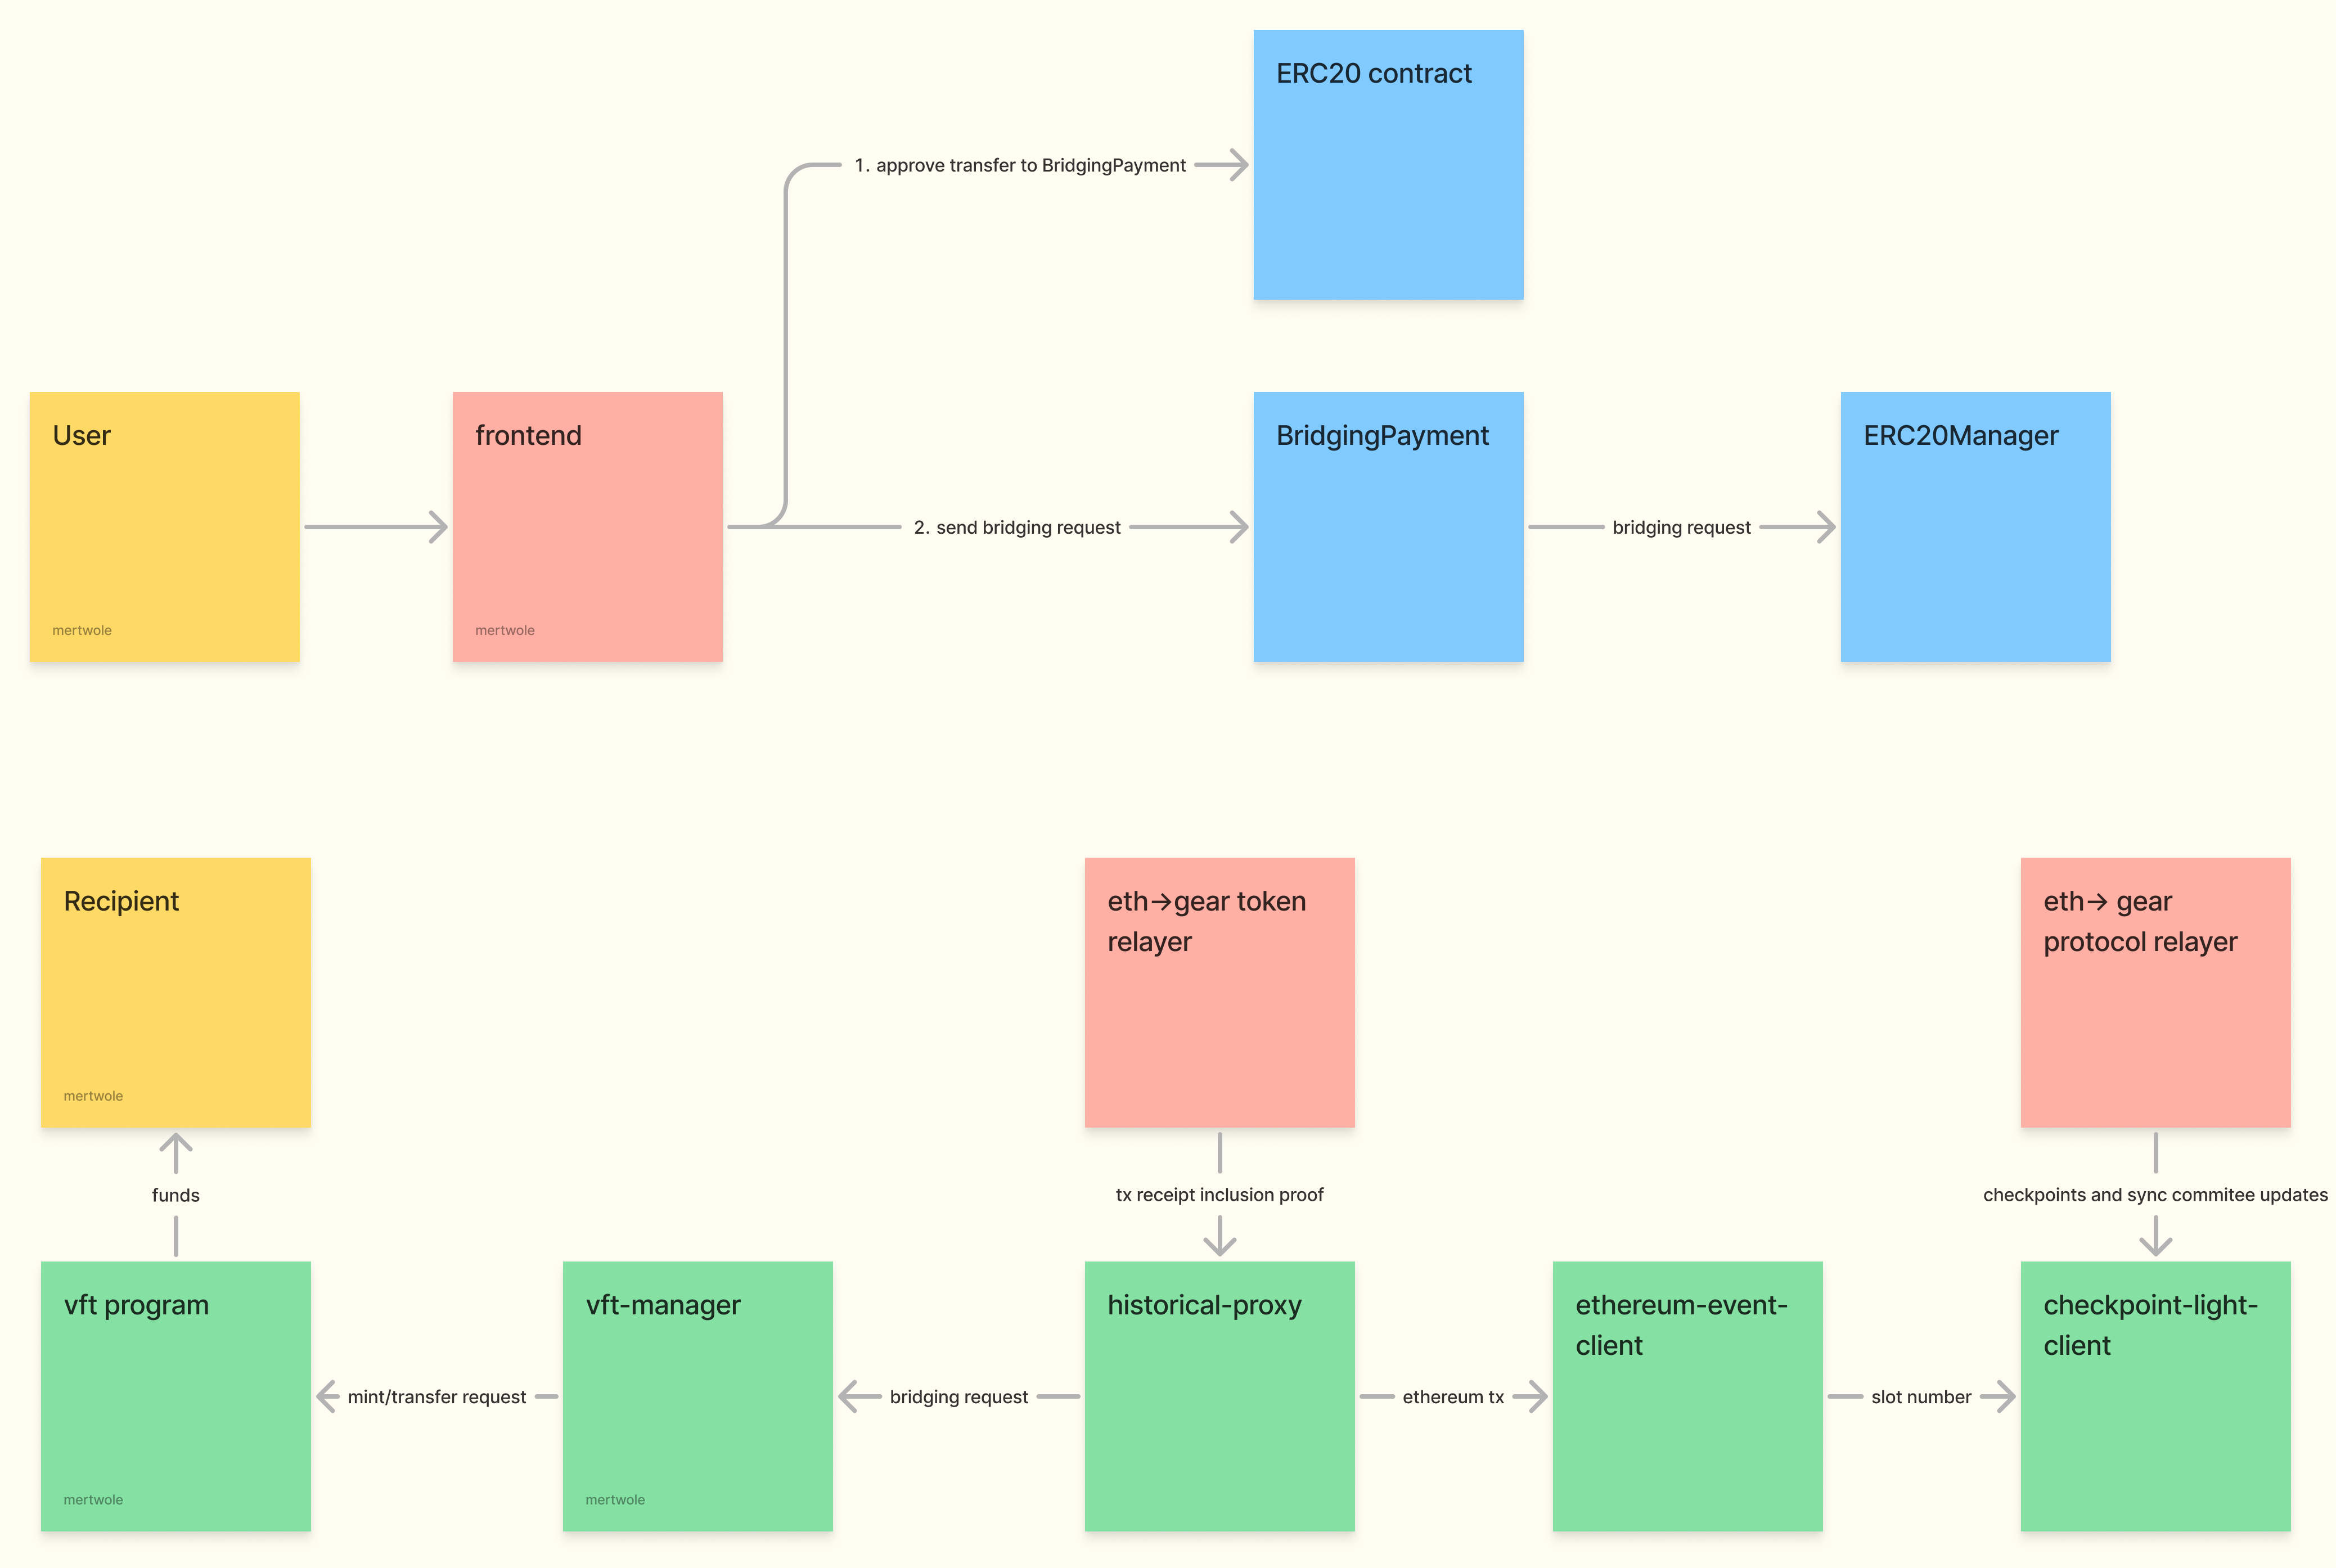 ERC20 contract
1. approve transfer to BridgingPayment
User
mertwole
frontend
mertwole
2. send bridging request
BridgingPayment
bridging request
ERC20Manager
Recipient
mertwole
eth→gear token
relayer
eth→ gear
protocol relayer
funds
tx receipt inclusion proof
checkpoints and sync commitee updates
vft program
mertwole
mint/transfer request
vft-manager
mertwole
bridging request
historical-proxy
ethereum tx
ethereum-event-
client
slot number
checkpoint-light-
client